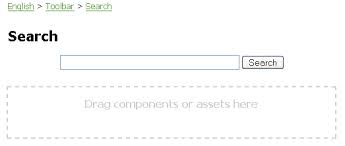 English > Toolbar > Search
Search
Search
Drag components or assets here